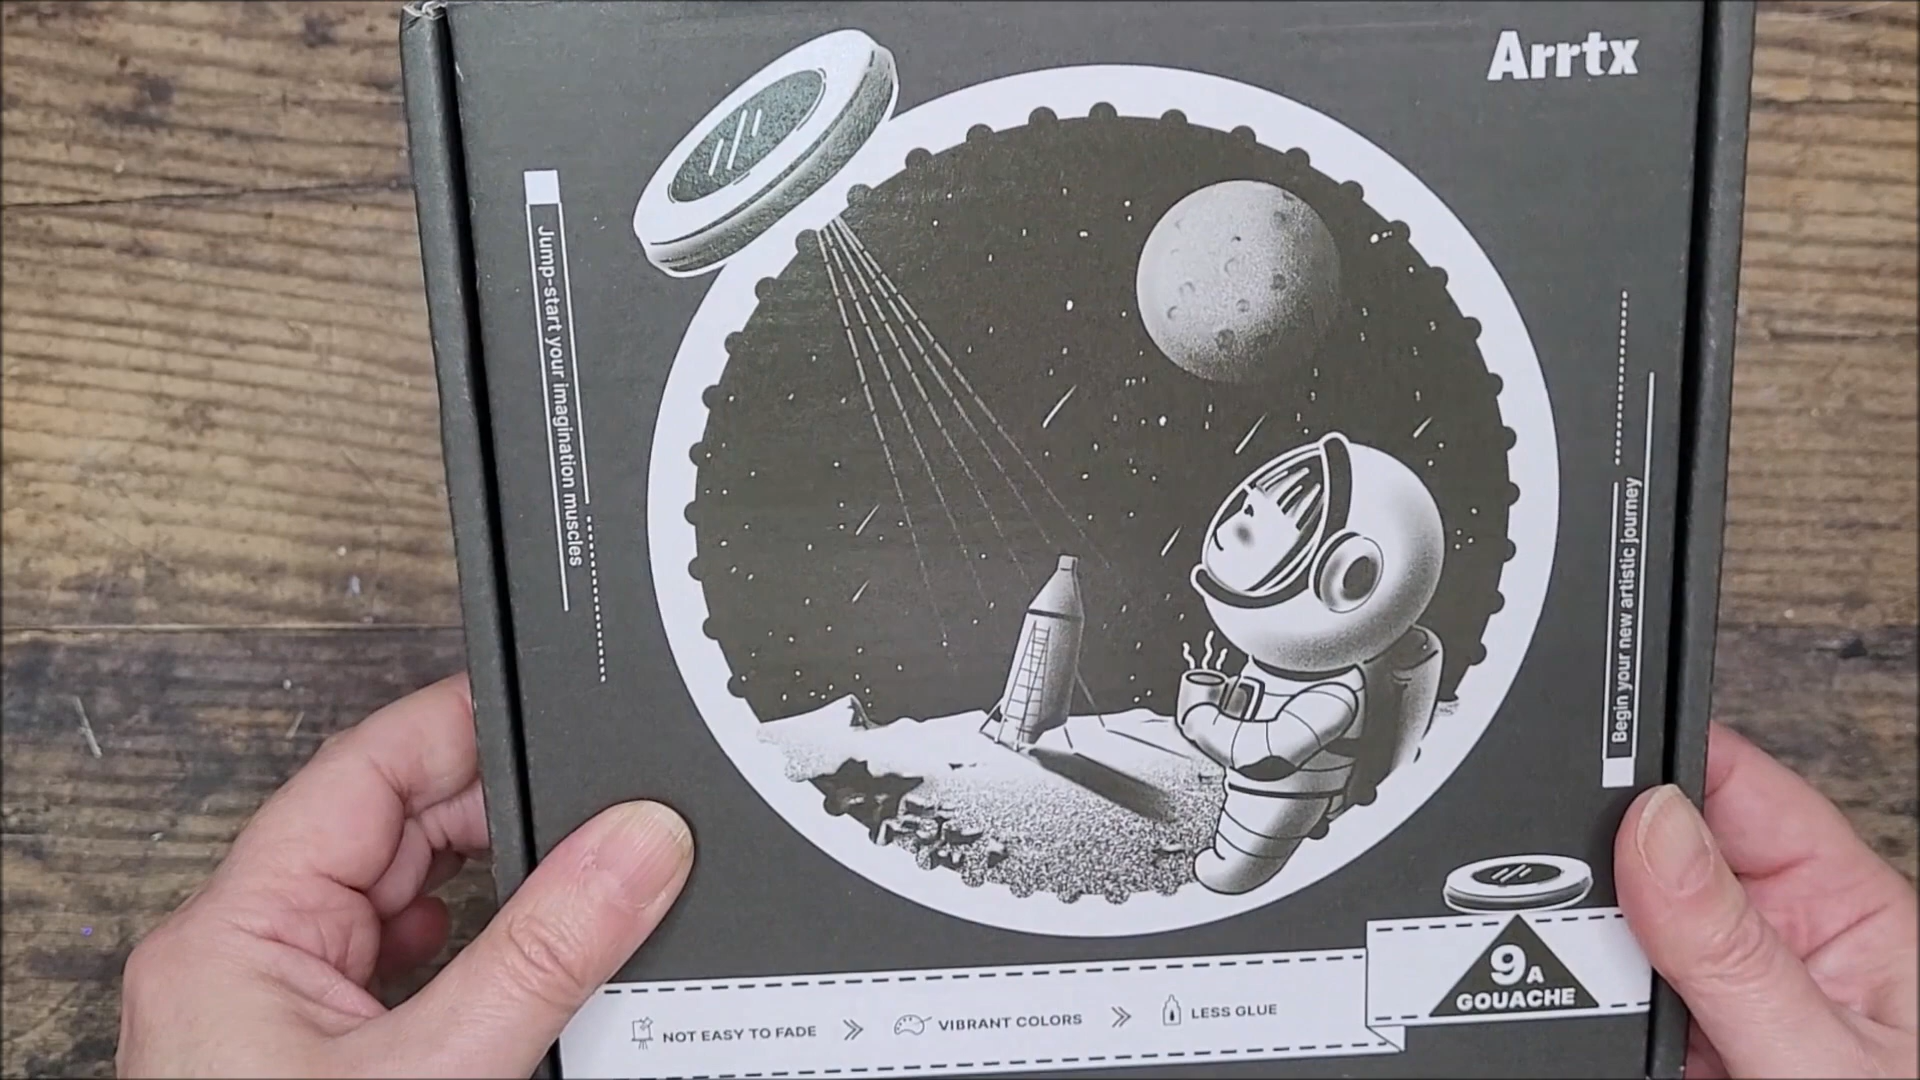 Arrtx
Jump-start your imagination muscles
Begin your new artistic journey
9A
GOUACHE
NOT EASY TO FADE
VIBRANT COLORS
LESS GLUE